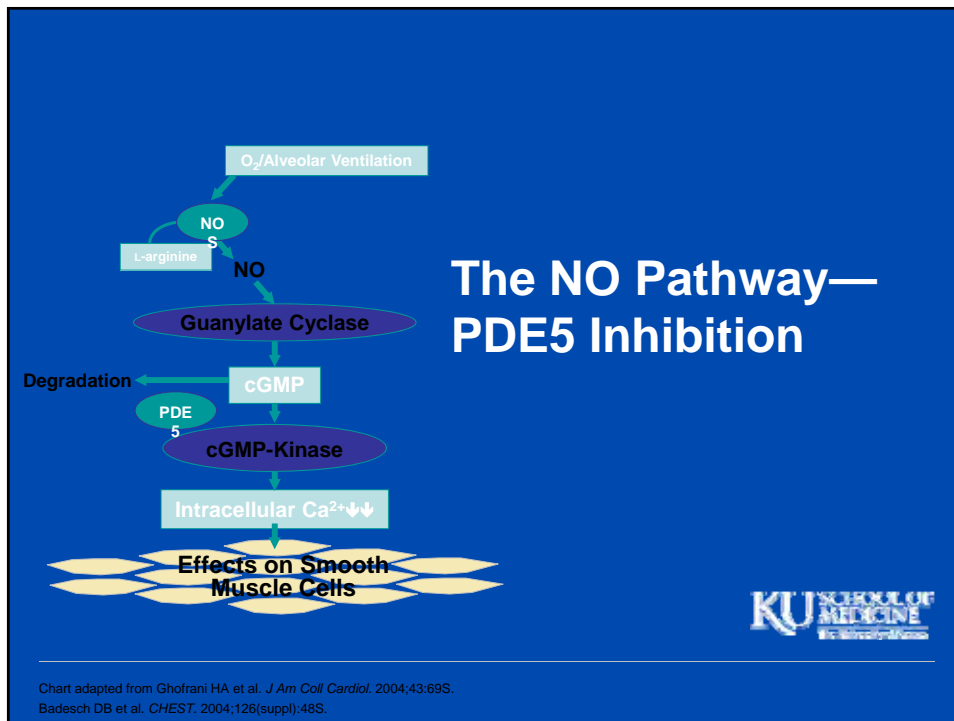 O₂/Alveolar Ventilation
NO
S
L-arginine
NO
The NO Pathway—
PDE5 Inhibition
Guanylate Cyclase
Degradation
cGMP
PDE
5
cGMP-Kinase
Intracellular Ca²⁺↓↓
Effects on Smooth
Muscle Cells
KU SCHOOL OF
MEDICINE
Chart adapted from Ghofrani HA et al. J Am Coll Cardiol. 2004;43:69S.
Badesch DB et al. CHEST. 2004;126(suppl):48S.